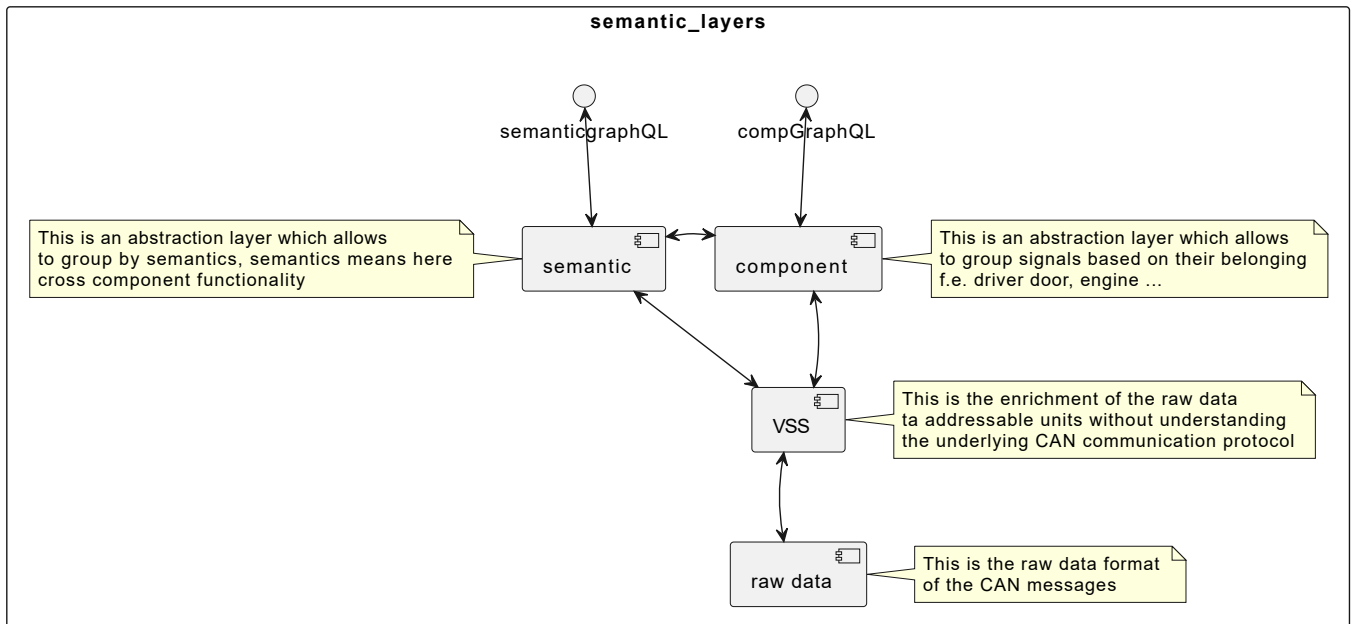 semantic_layers
semanticgraphQL
compGraphQL
This is an abstraction layer which allows
to group by semantics, semantics means here
cross component functionality
semantic
component
This is an abstraction layer which allows
to group signals based on their belonging
f.e. driver door, engine ...
VSS
This is the enrichment of the raw data
ta addressable units without understanding
the underlying CAN communication protocol
raw data
This is the raw data format
of the CAN messages